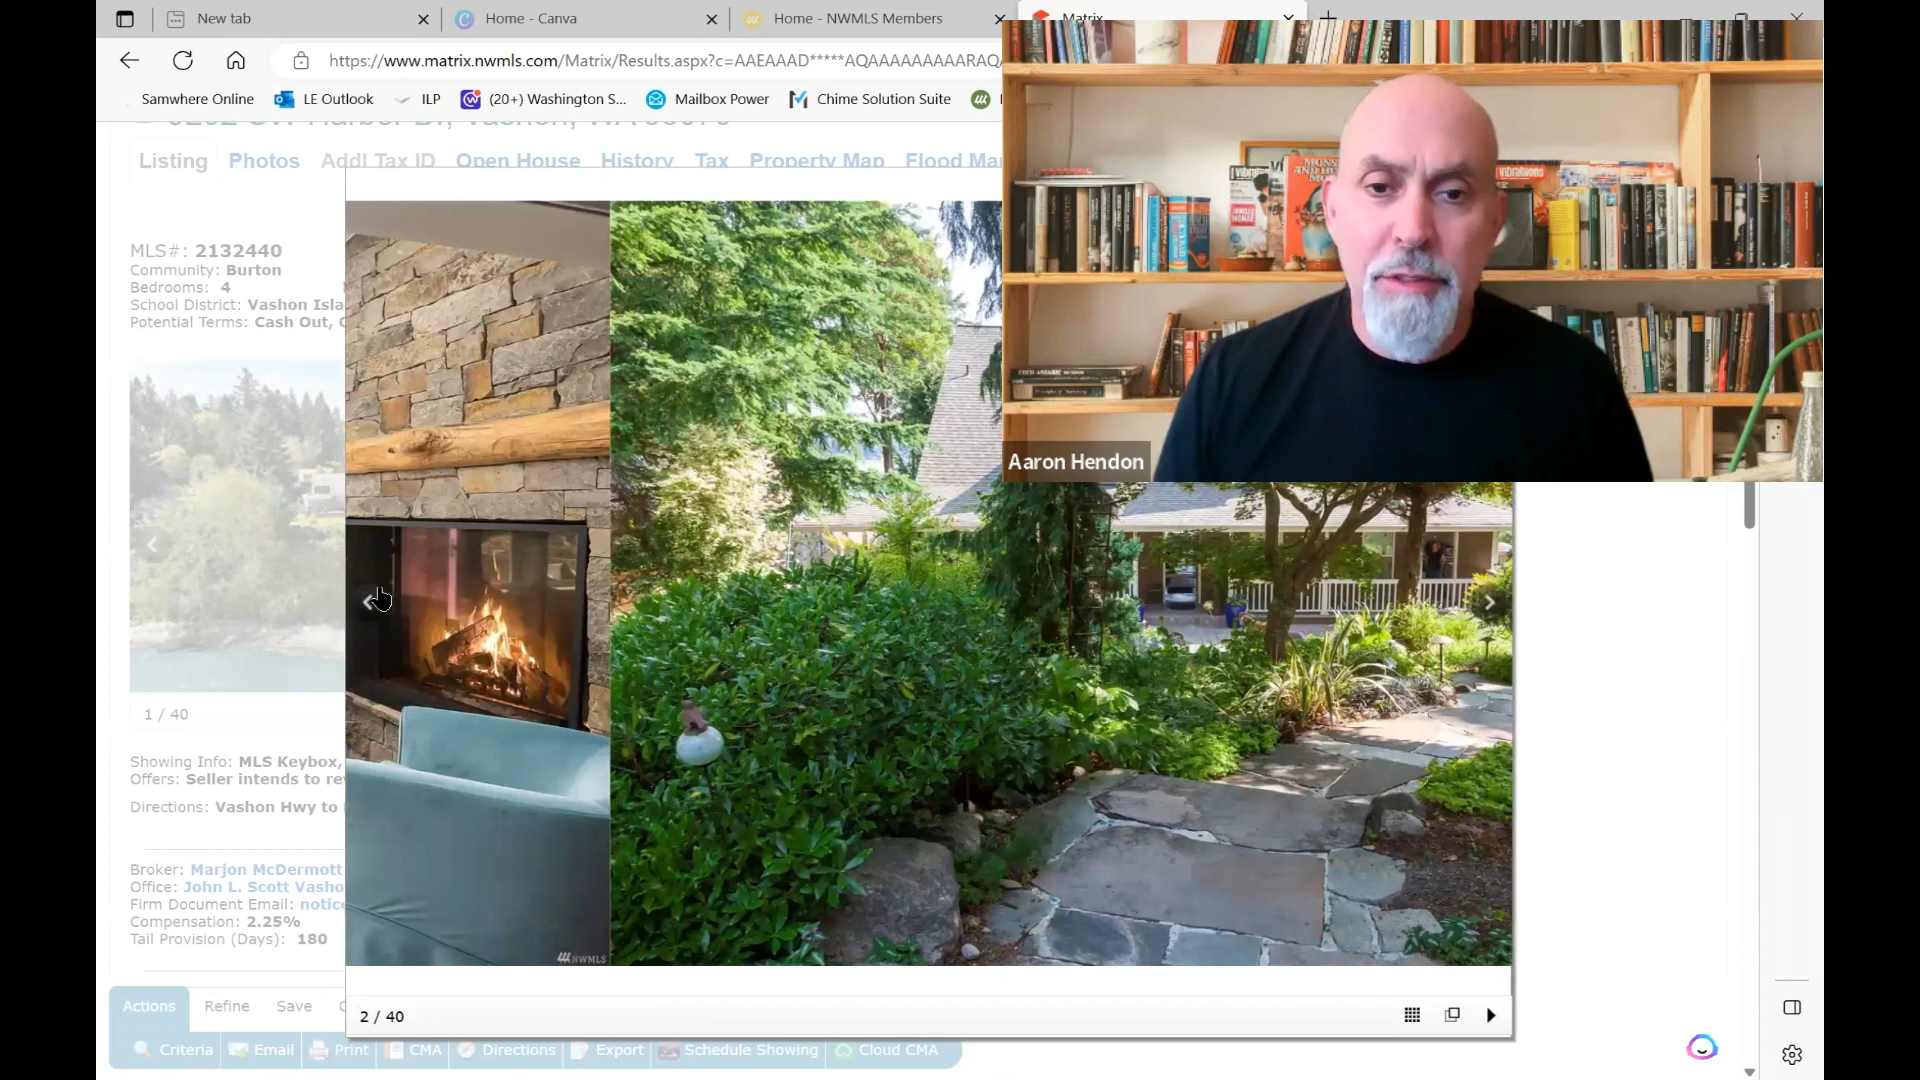 New tab
Home - Canva
Home - NWMLS Members
Matrix
https://www.matrix.nwmls.com/Matrix/Results.aspx?c=AAEAAAD*****AQAAAAAAAAARAQA
Samwhere Online
LE Outlook
ILP
(20+) Washington S...
Mailbox Power
Chime Solution Suite
Listing
Photos
Addl Tax ID
Open House
History
Tax
Property Map
Flood Ma
MLS#: 2132440
Community: Burton
Bedrooms: 4
School District: Vashon Isla
Potential Terms: Cash Out, C
1 / 40
Showing Info: MLS Keybox,
Offers: Seller intends to re
Directions: Vashon Hwy to
Broker: Marjon McDermott
Office: John L. Scott Vasho
Firm Document Email: notic
Compensation: 2.25%
Tail Provision (Days): 180
Aaron Hendon
NWMLS
2 / 40
Actions
Refine
Save
Criteria
Email
Print
CMA
Directions
Export
Schedule Showing
Cloud CMA